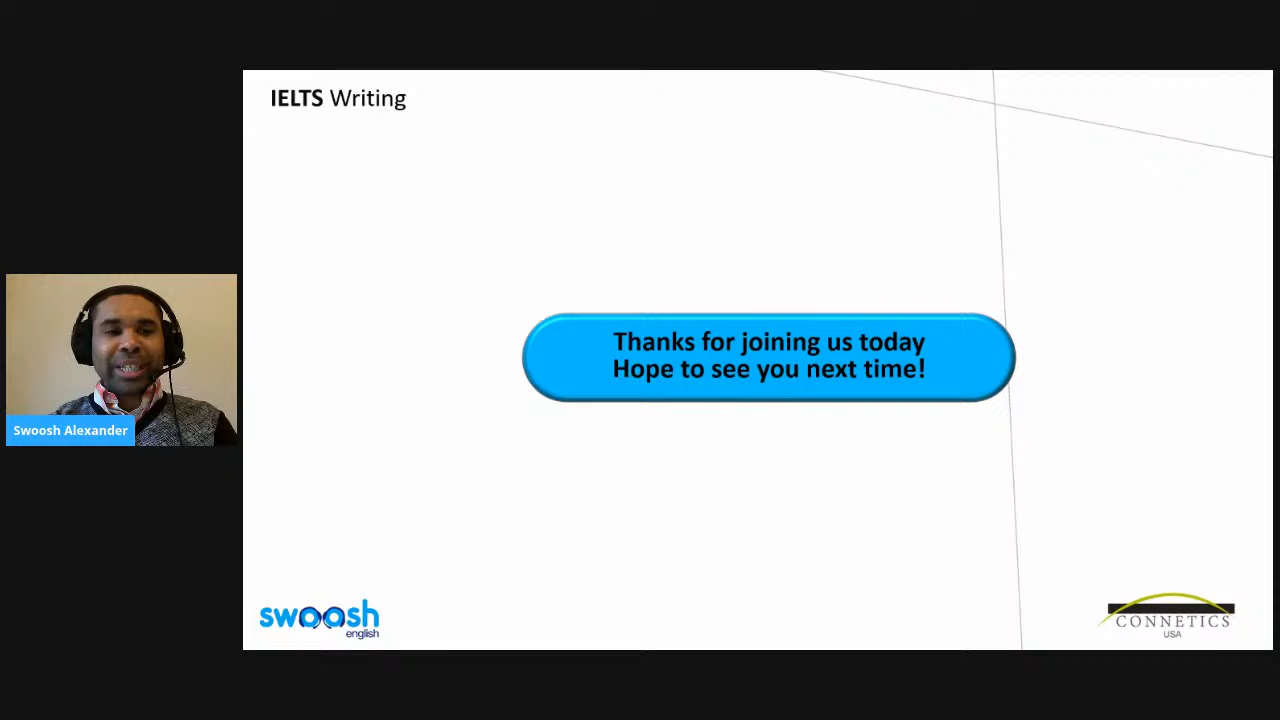 IELTS Writing
Thanks for joining us today
Hope to see you next time!
Swoosh Alexander
swoosh
english
CONNETICS
USA